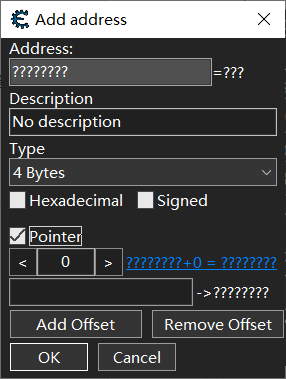 Add address
Address:
???????? =???
Description
No description
Type
4 Bytes
Hexadecimal Signed
Pointer
< 0 > ????????+0 = ????????
->????????
Add Offset Remove Offset
OK Cancel